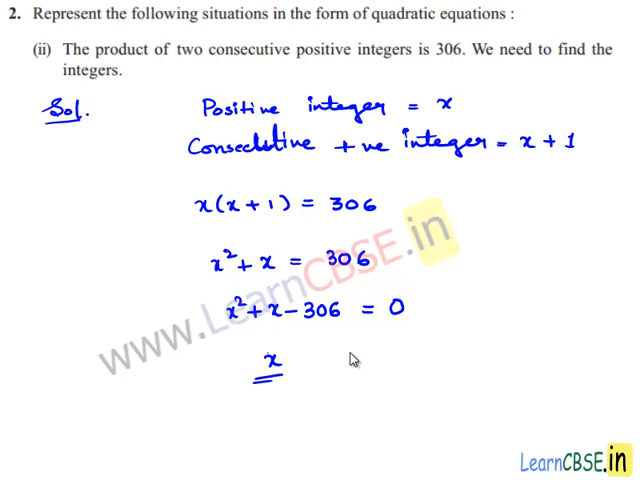 2. Represent the following situations in the form of quadratic equations :
(ii) The product of two consecutive positive integers is 306. We need to find the
integers.
Sol. Positive integer = x
Consecutive +ve integer = x + 1
x(x + 1) = 306
x² + x = 306
x² + x - 306 = 0
x
www.LearnCBSE.in
LearnCBSE.in